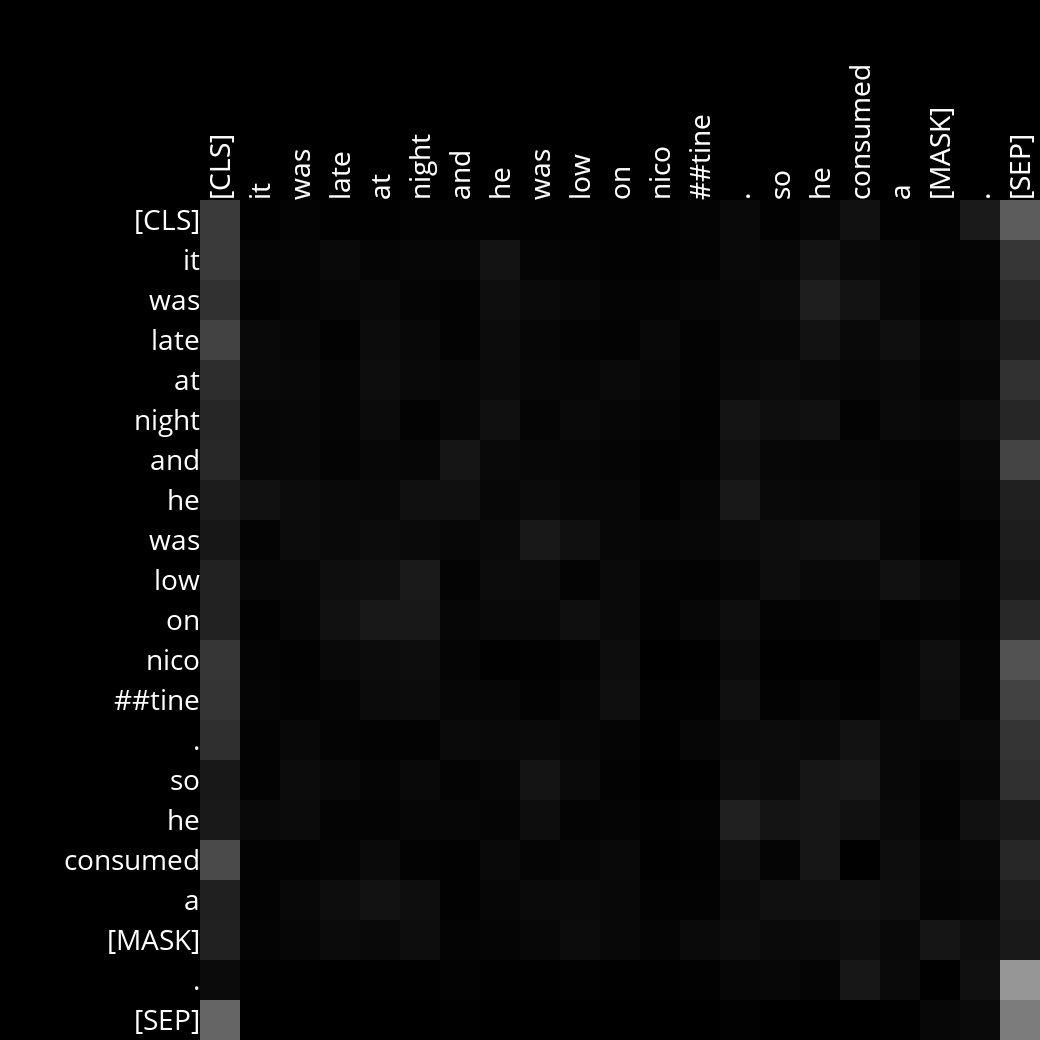 [CLS] it was late at night and he was low on nico ##tine . so he consumed a [MASK] . [SEP]
[CLS]
it
was
late
at
night
and
he
was
low
on
nico
##tine
.
so
he
consumed
a
[MASK]
.
[SEP]